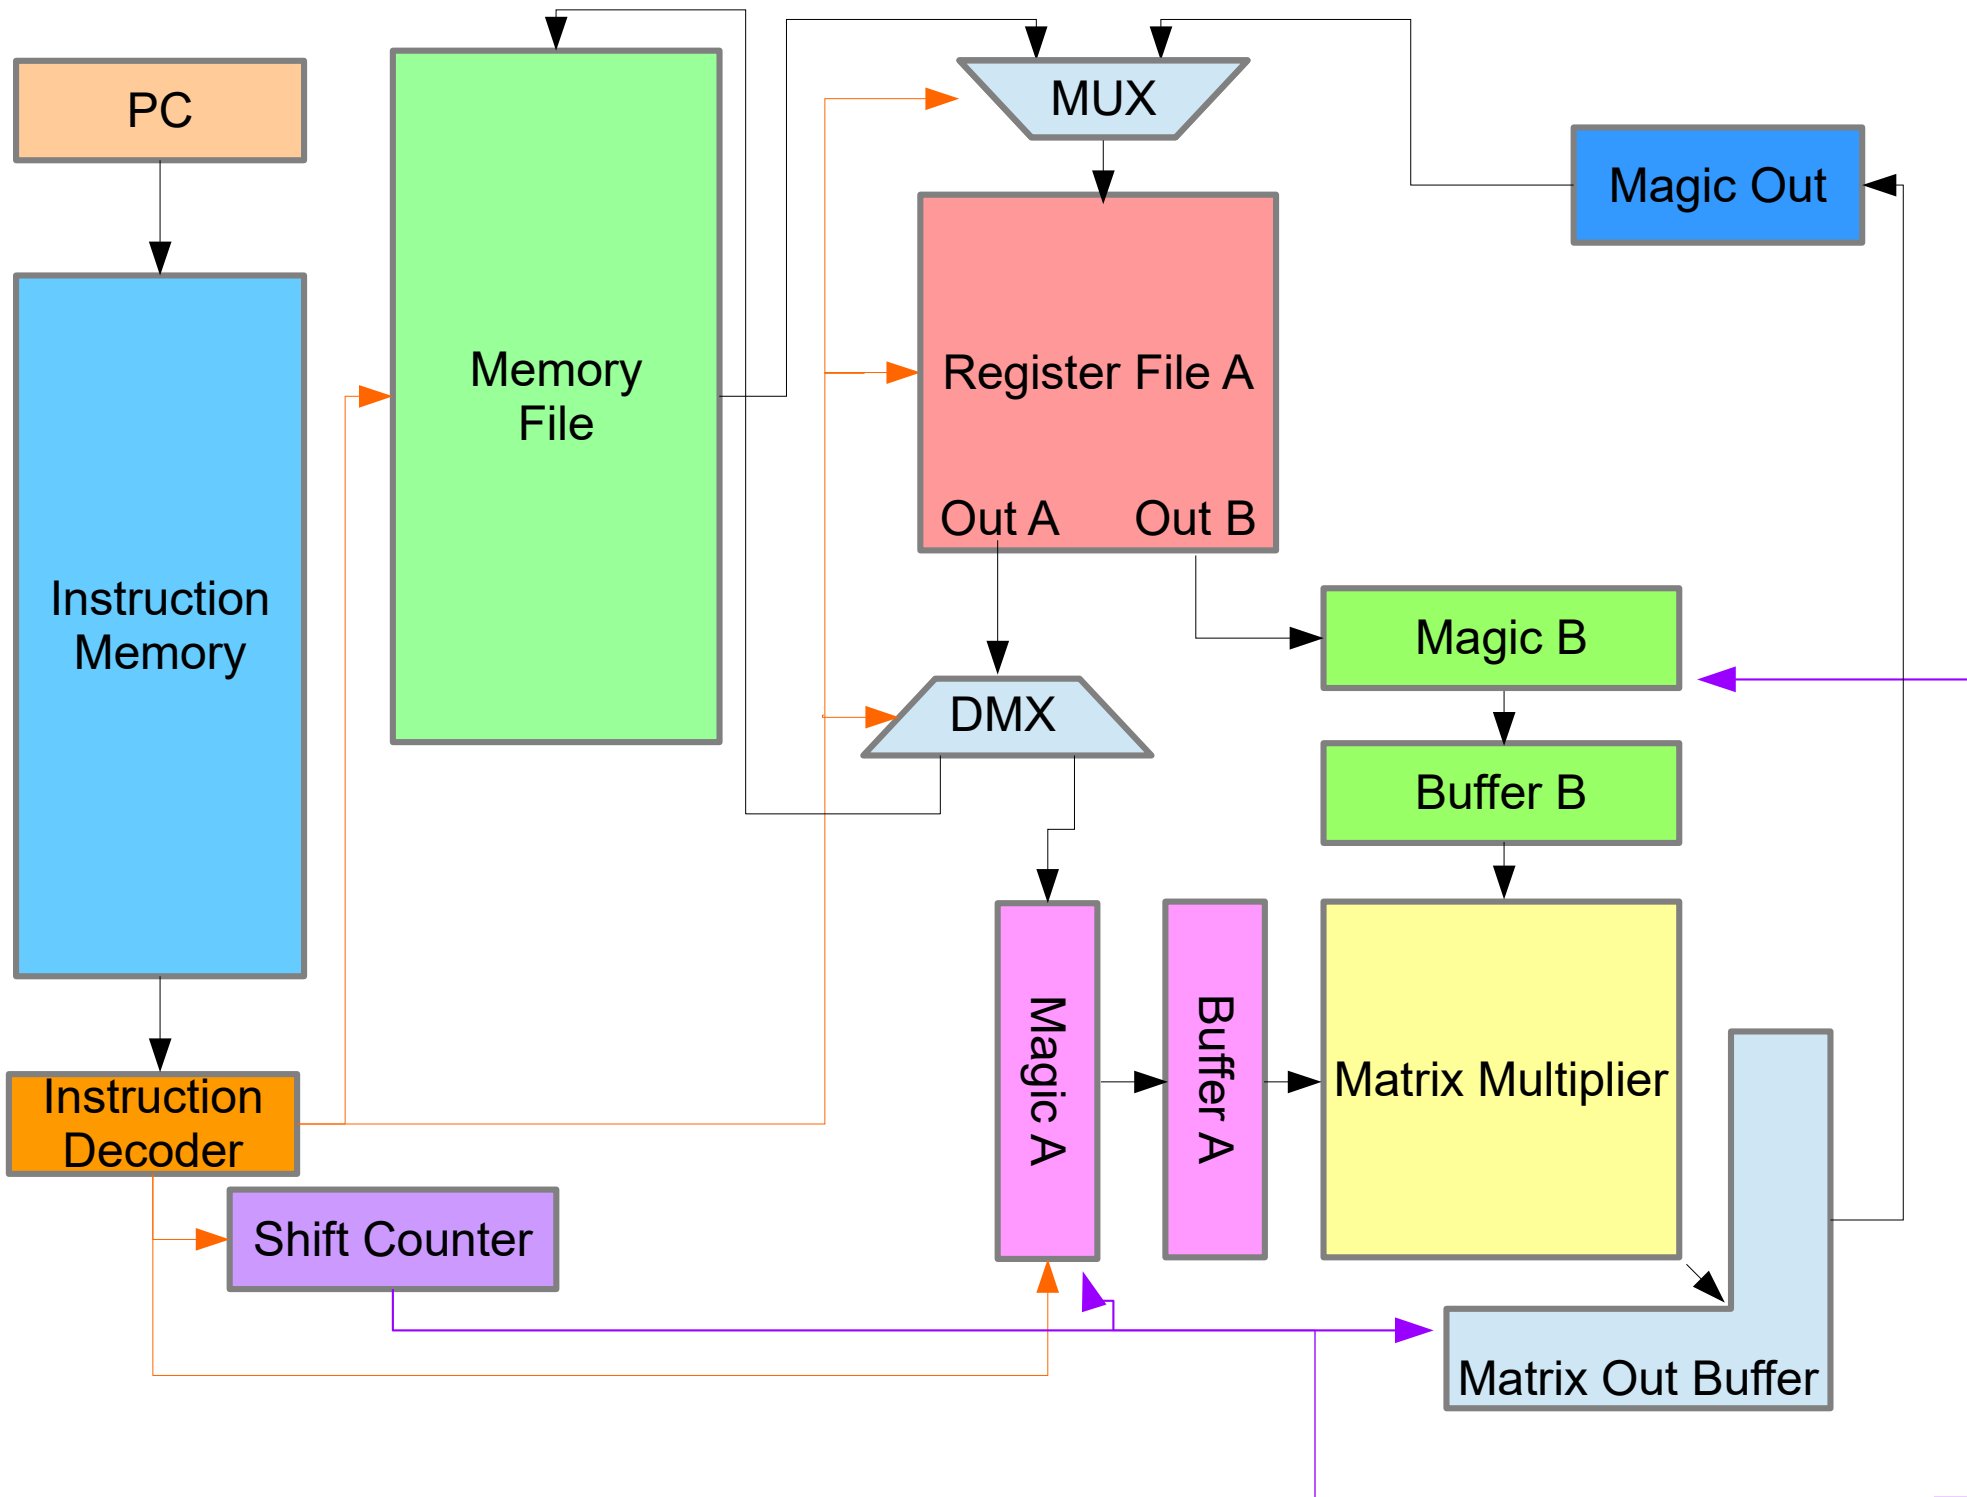 PC
Instruction
Memory
Instruction
Decoder
Shift Counter
Memory
File
MUX
Register File A
Out A
Out B
DMX
Magic A
Buffer A
Magic Out
Magic B
Buffer B
Matrix Multiplier
Matrix Out Buffer